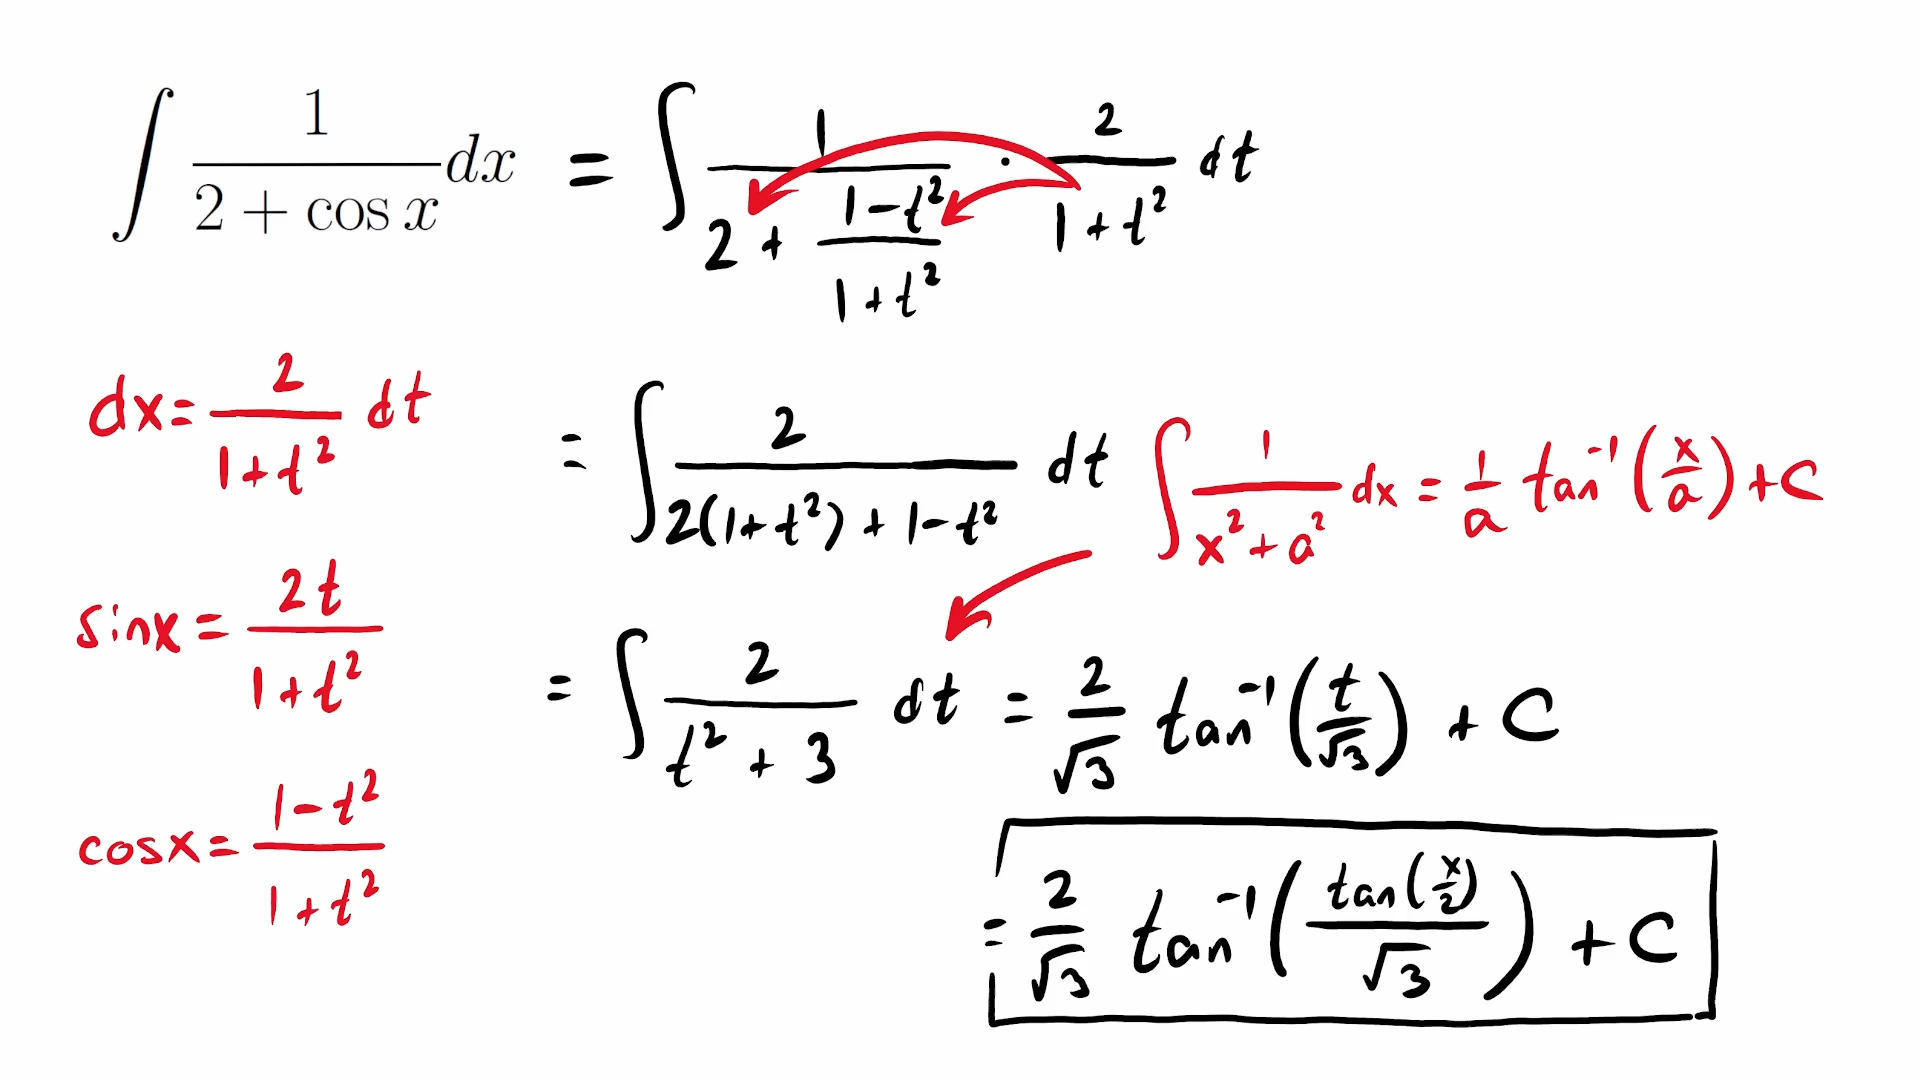 ∫ 1/(2 + cos x) dx = ∫ 1/(2 + (1-t²)/(1+t²)) · 2/(1+t²) dt
dx = 2/(1+t²) dt
= ∫ 2/(2(1+t²) + 1-t²) dt
∫ 1/(x² + a²) dx = 1/a tan⁻¹(x/a) + C
sinx = 2t/(1+t²)
= ∫ 2/(t² + 3) dt = 2/√3 tan⁻¹(t/√3) + C
cosx = (1-t²)/(1+t²)
= 2/√3 tan⁻¹(tan(x/2)/√3) + C